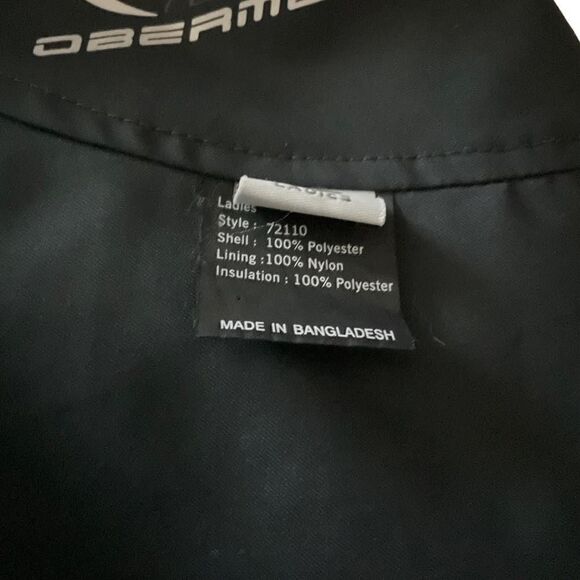 OBERM
Ladies
Style : 72110
Shell : 100% Polyester
Lining :100% Nylon
Insulation : 100% Polyester
MADE IN BANGLADESH